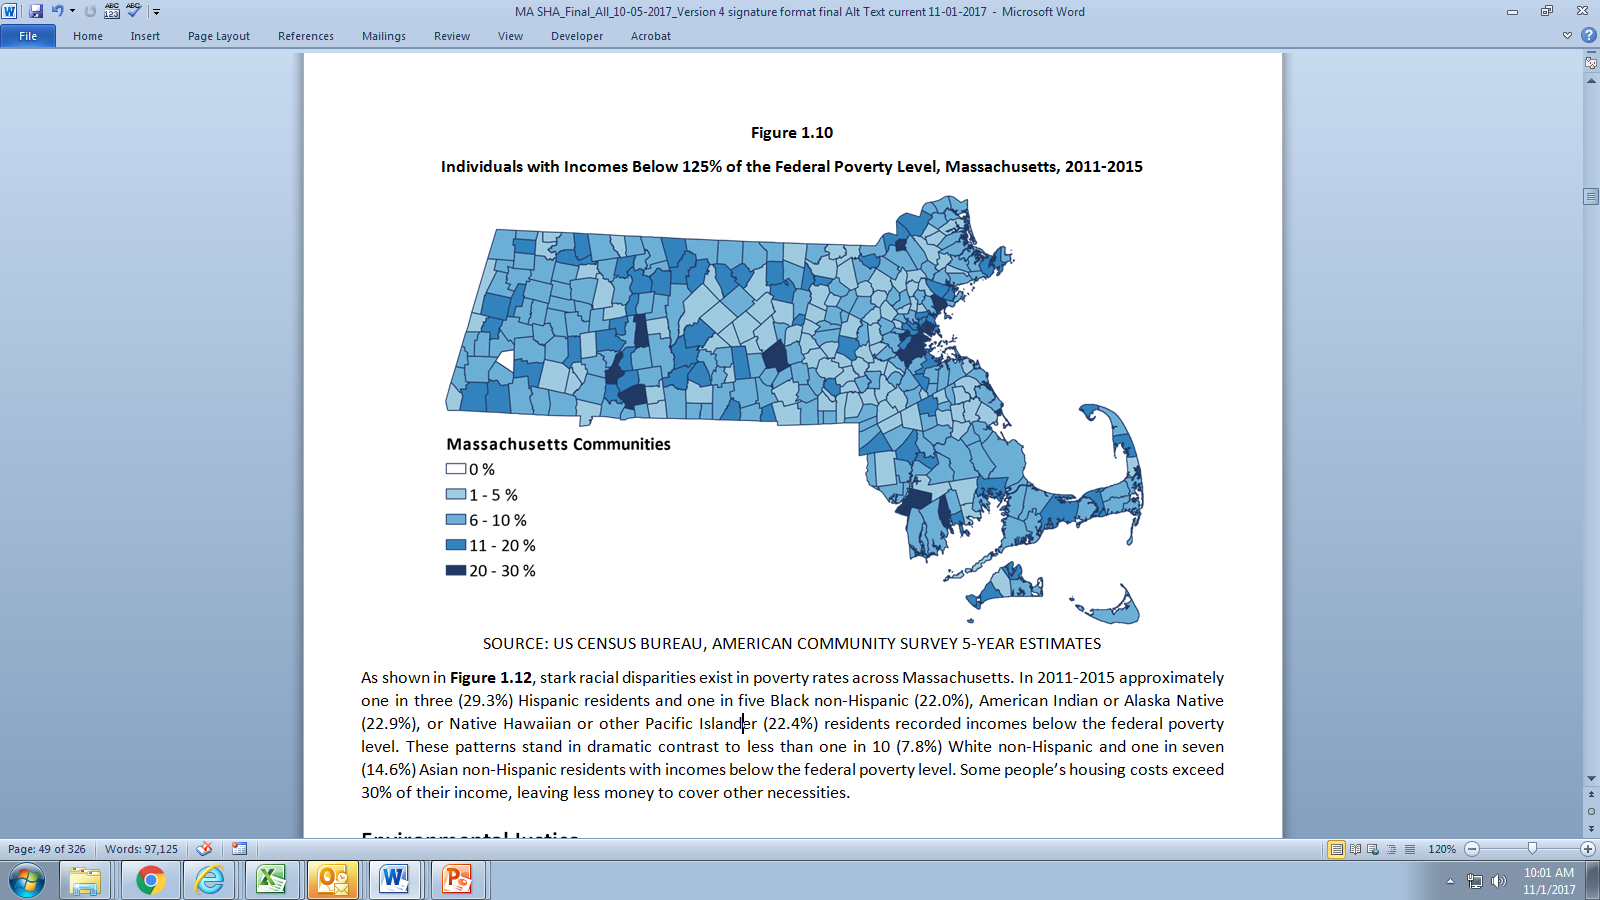 MA SHA_Final_All_10-05-2017_Version 4 signature format final Alt Text current 11-01-2017 - Microsoft Word
File Home Insert Page Layout References Mailings Review View Developer Acrobat
Figure 1.10
Individuals with Incomes Below 125% of the Federal Poverty Level, Massachusetts, 2011-2015
Massachusetts Communities
0 %
1 - 5 %
6 - 10 %
11 - 20 %
20 - 30 %
SOURCE: US CENSUS BUREAU, AMERICAN COMMUNITY SURVEY 5-YEAR ESTIMATES
As shown in Figure 1.12, stark racial disparities exist in poverty rates across Massachusetts. In 2011-2015 approximately
one in three (29.3%) Hispanic residents and one in five Black non-Hispanic (22.0%), American Indian or Alaska Native
(22.9%), or Native Hawaiian or other Pacific Islander (22.4%) residents recorded incomes below the federal poverty
level. These patterns stand in dramatic contrast to less than one in 10 (7.8%) White non-Hispanic and one in seven
(14.6%) Asian non-Hispanic residents with incomes below the federal poverty level. Some people's housing costs exceed
30% of their income, leaving less money to cover other necessities.
Environmental Justice
Page: 49 of 326 Words: 97,125 120%
10:01 AM
11/1/2017